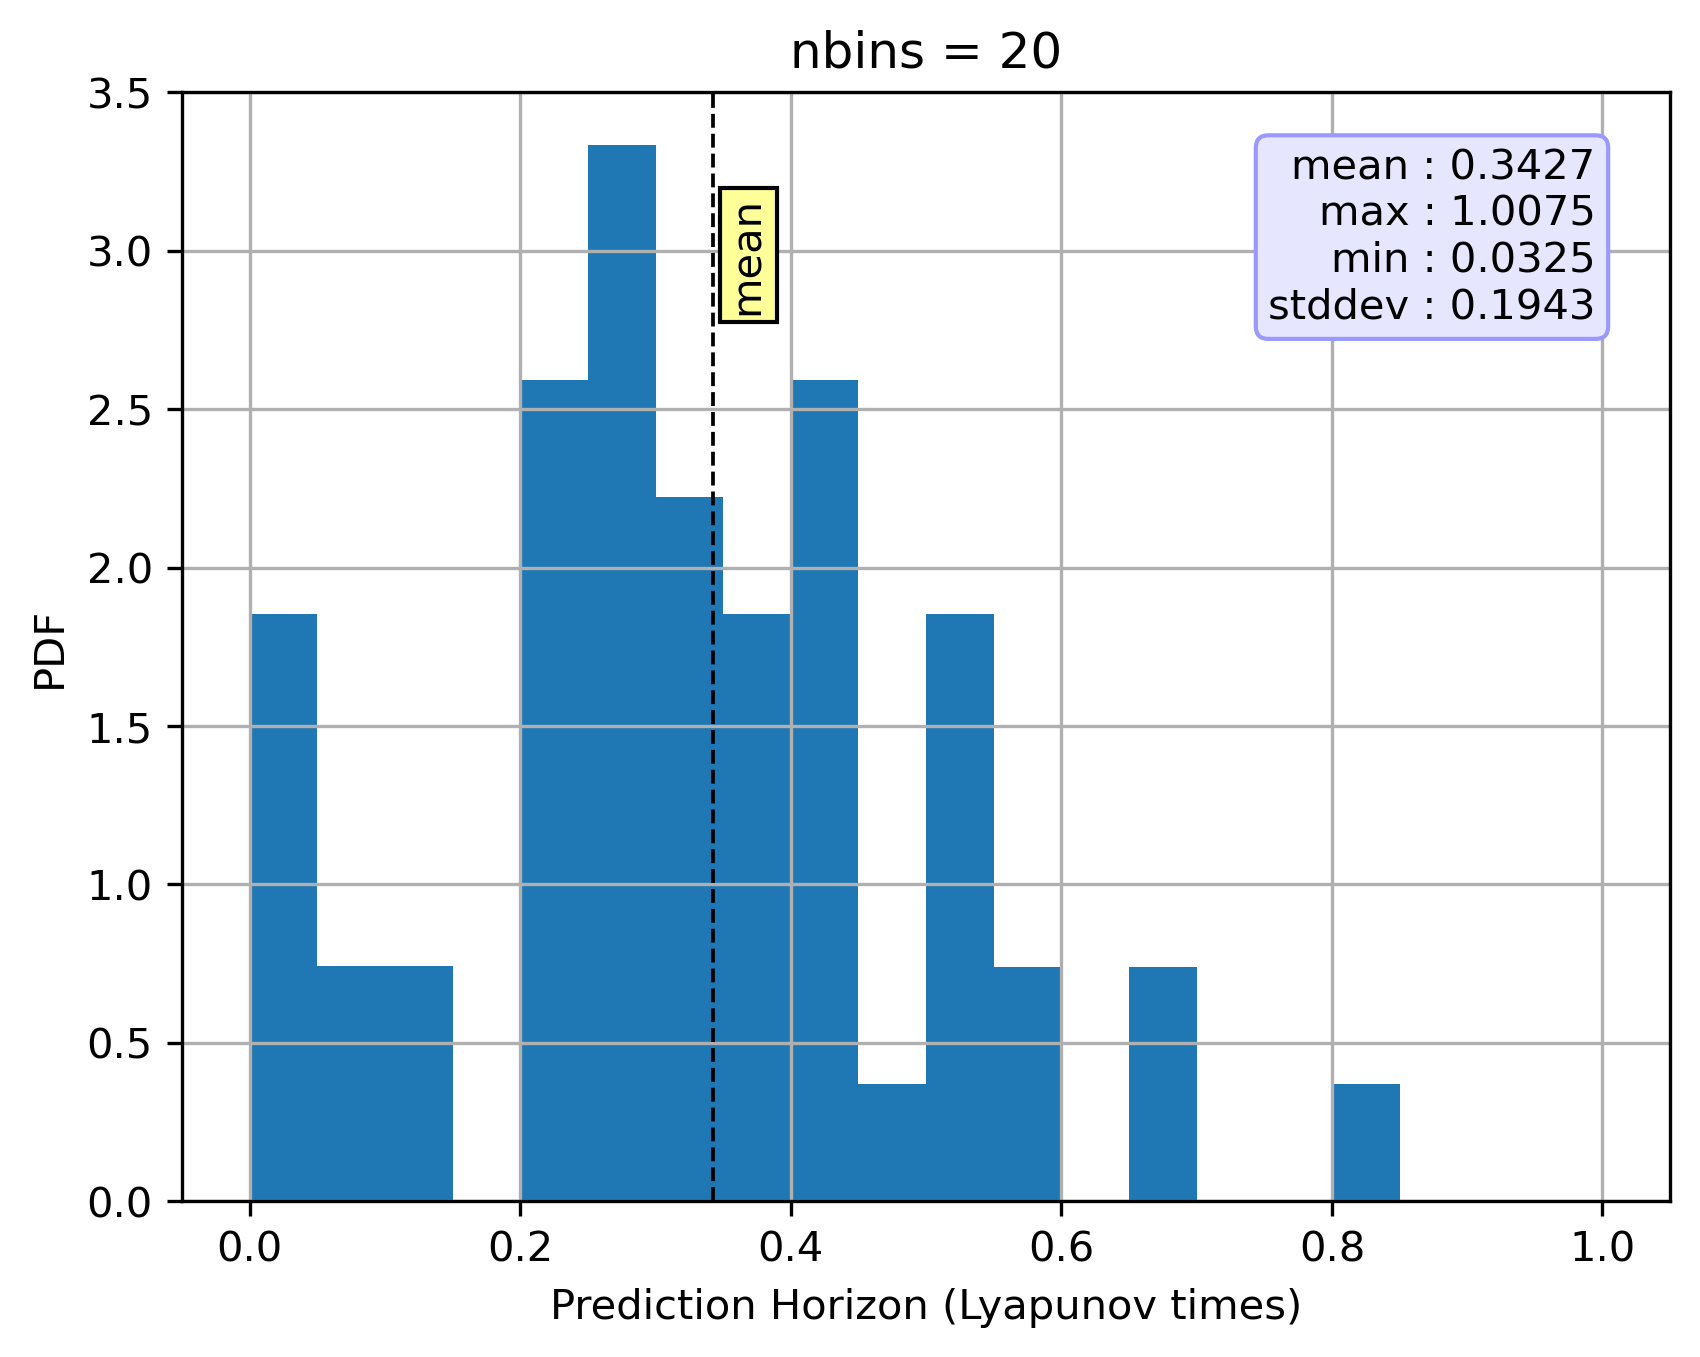 nbins = 20
3.5
3.0
2.5
2.0
1.5
1.0
0.5
0.0
PDF
mean
mean : 0.3427
max : 1.0075
min : 0.0325
stddev : 0.1943
0.0 0.2 0.4 0.6 0.8 1.0
Prediction Horizon (Lyapunov times)